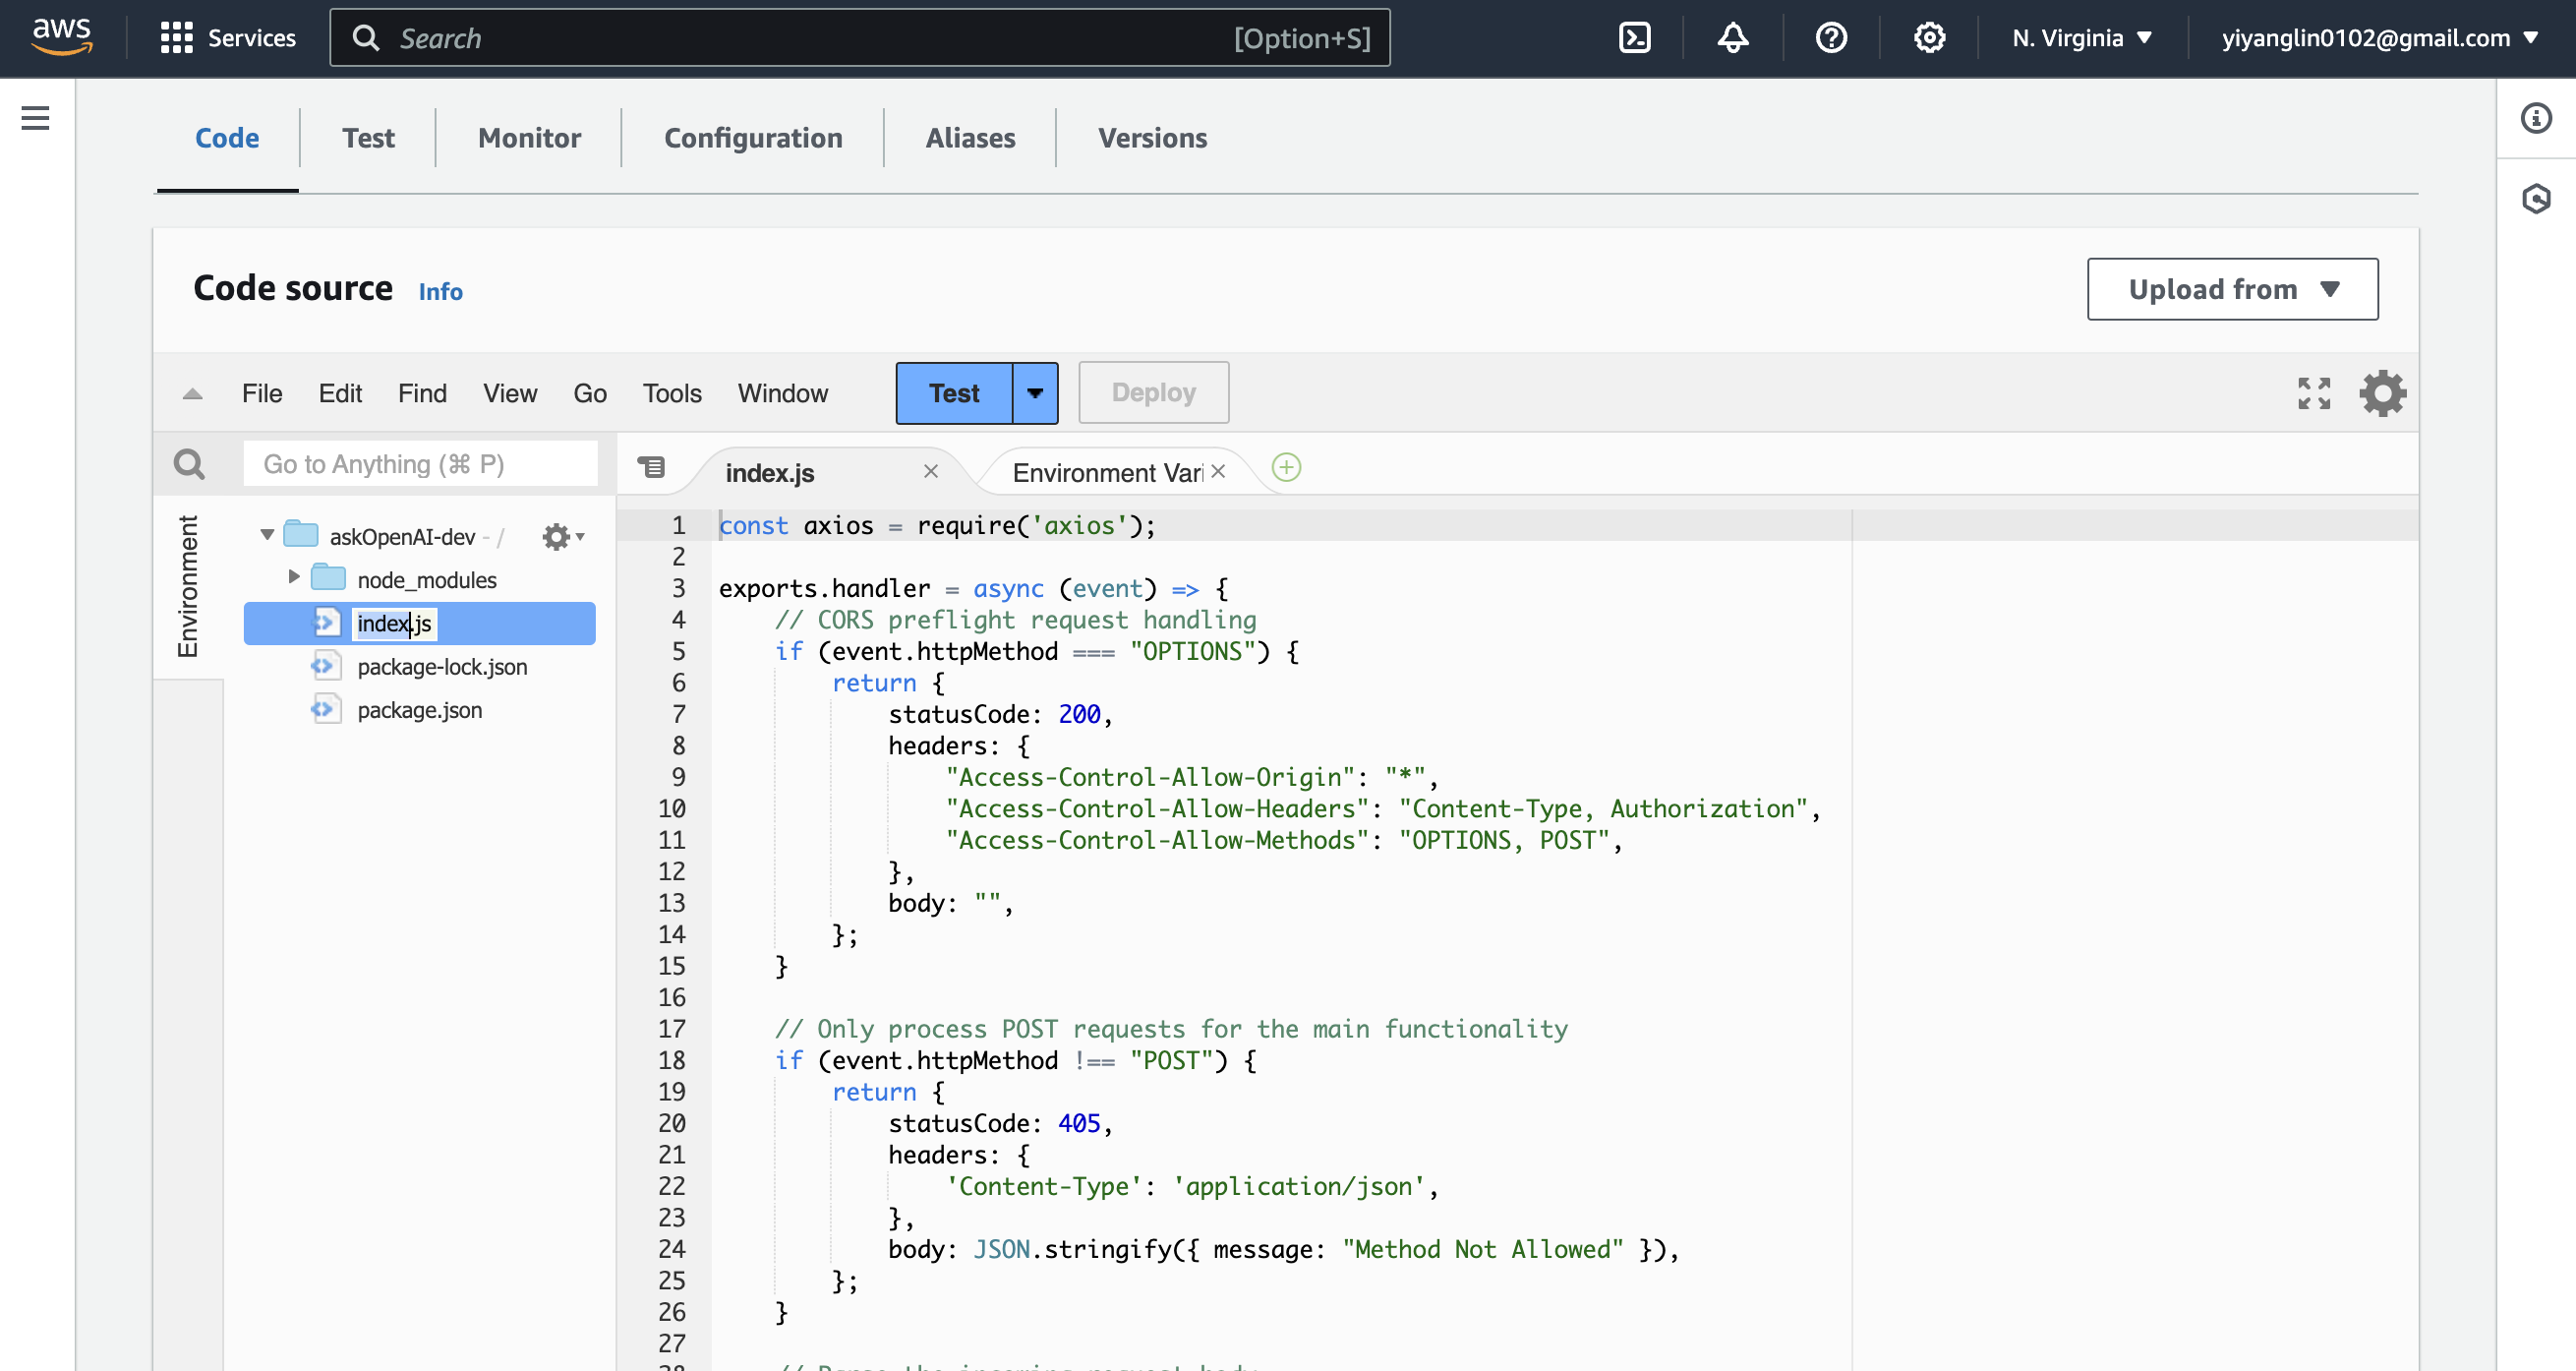 aws
Services
Search
[Option+S]
N. Virginia
yiyanglin0102@gmail.com
Code
Test
Monitor
Configuration
Aliases
Versions
Code source
Info
Upload from
File
Edit
Find
View
Go
Tools
Window
Test
Deploy
Go to Anything (⌘ P)
index.js
Environment Vari
Environment
askOpenAI-dev - /
node_modules
index.js
package-lock.json
package.json
1 const axios = require('axios');
2
3 exports.handler = async (event) => {
4 // CORS preflight request handling
5 if (event.httpMethod === "OPTIONS") {
6 return {
7 statusCode: 200,
8 headers: {
9 "Access-Control-Allow-Origin": "*",
10 "Access-Control-Allow-Headers": "Content-Type, Authorization",
11 "Access-Control-Allow-Methods": "OPTIONS, POST",
12 },
13 body: "",
14 };
15 }
16
17 // Only process POST requests for the main functionality
18 if (event.httpMethod !== "POST") {
19 return {
20 statusCode: 405,
21 headers: {
22 'Content-Type': 'application/json',
23 },
24 body: JSON.stringify({ message: "Method Not Allowed" }),
25 };
26 }
27
28 // Parse the incoming request body